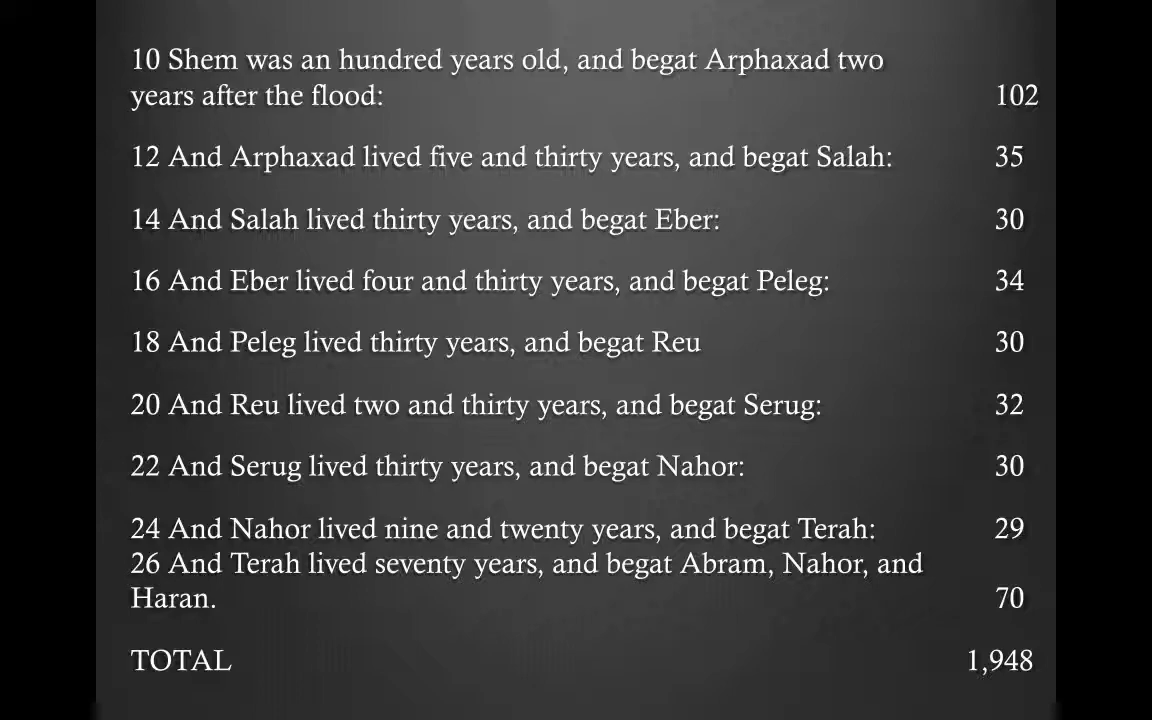 10 Shem was an hundred years old, and begat Arphaxad two
years after the flood: 102
12 And Arphaxad lived five and thirty years, and begat Salah: 35
14 And Salah lived thirty years, and begat Eber: 30
16 And Eber lived four and thirty years, and begat Peleg: 34
18 And Peleg lived thirty years, and begat Reu 30
20 And Reu lived two and thirty years, and begat Serug: 32
22 And Serug lived thirty years, and begat Nahor: 30
24 And Nahor lived nine and twenty years, and begat Terah: 29
26 And Terah lived seventy years, and begat Abram, Nahor, and
Haran. 70
TOTAL 1,948